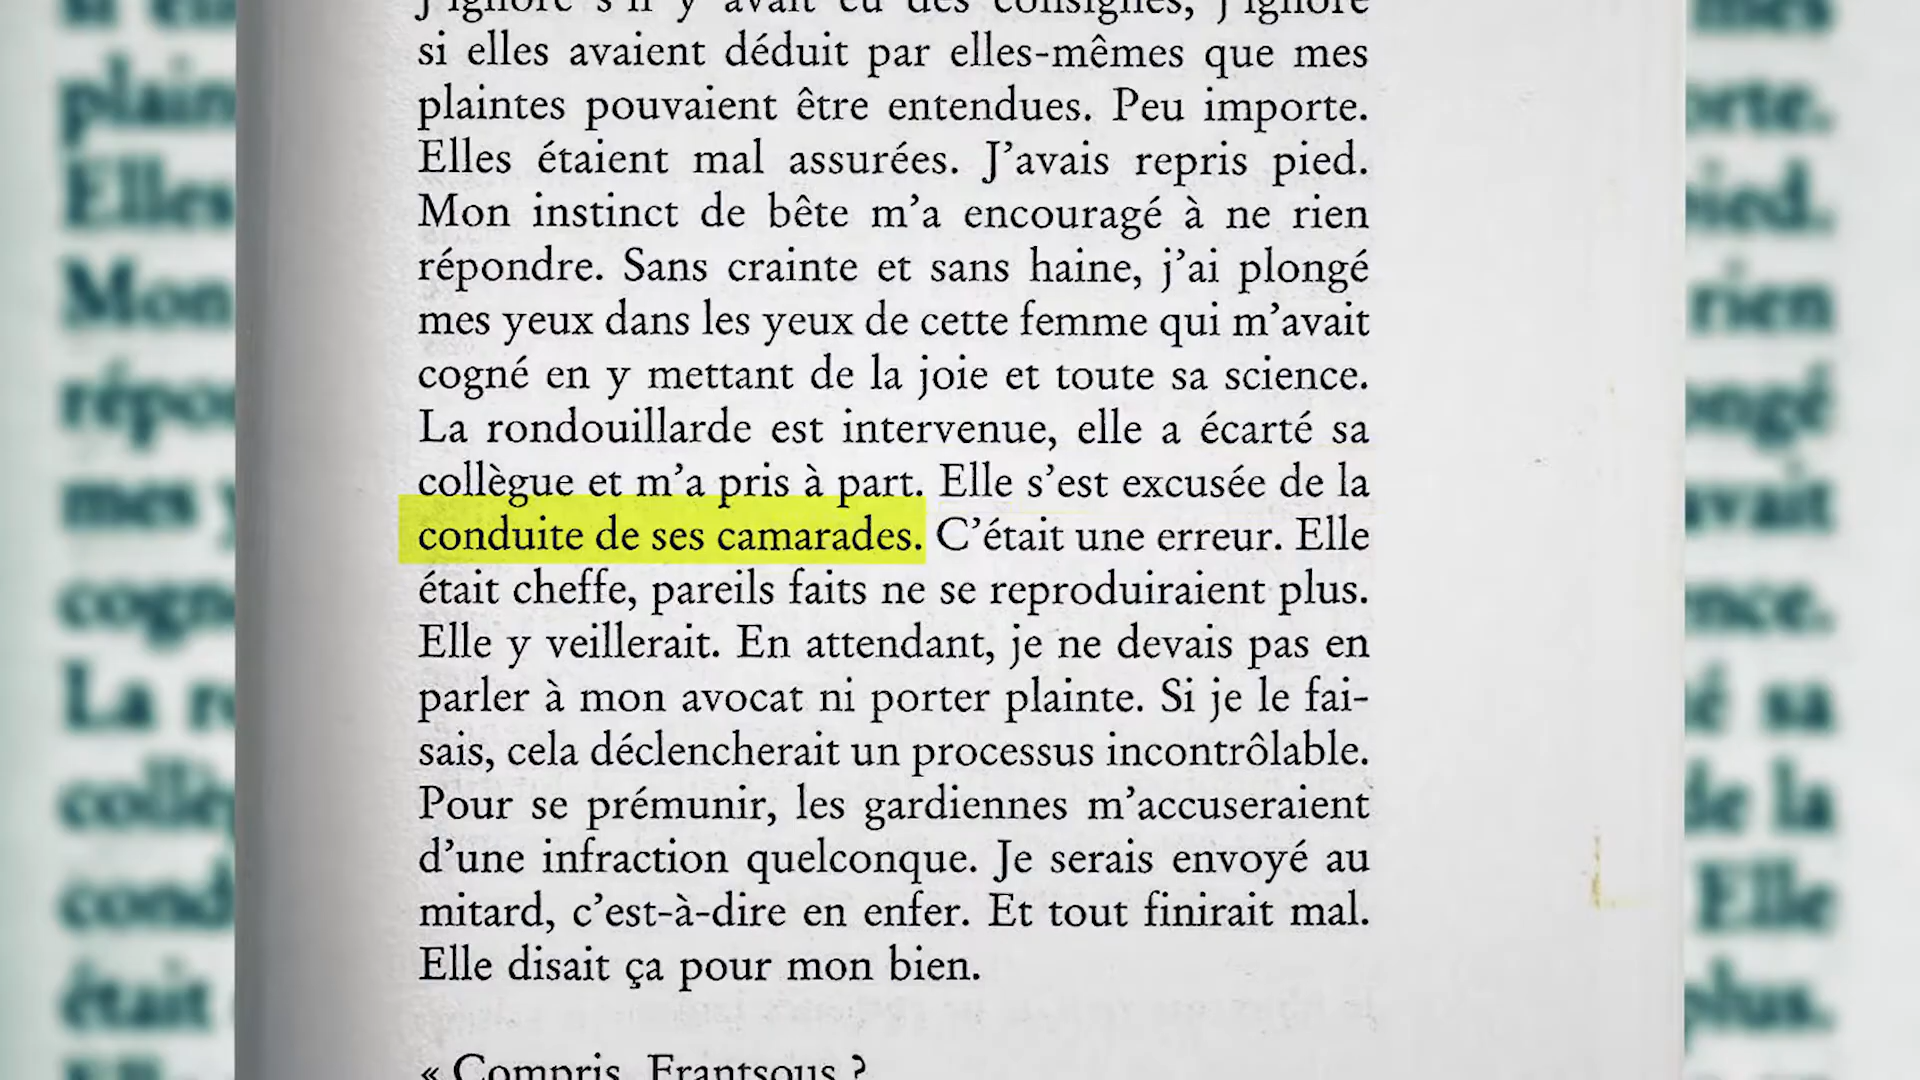 J'ignore s'il y avait eu des consignes, j'ignore
si elles avaient déduit par elles-mêmes que mes
plaintes pouvaient être entendues. Peu importe.
Elles étaient mal assurées. J'avais repris pied.
Mon instinct de bête m'a encouragé à ne rien
répondre. Sans crainte et sans haine, j'ai plongé
mes yeux dans les yeux de cette femme qui m'avait
cogné en y mettant de la joie et toute sa science.
La rondouillarde est intervenue, elle a écarté sa
collègue et m'a pris à part. Elle s'est excusée de la
conduite de ses camarades. C'était une erreur. Elle
était cheffe, pareils faits ne se reproduiraient plus.
Elle y veillerait. En attendant, je ne devais pas en
parler à mon avocat ni porter plainte. Si je le fai-
sais, cela déclencherait un processus incontrôlable.
Pour se prémunir, les gardiennes m'accuseraient
d'une infraction quelconque. Je serais envoyé au
mitard, c'est-à-dire en enfer. Et tout finirait mal.
Elle disait ça pour mon bien.
« Compris, Frantsous ?